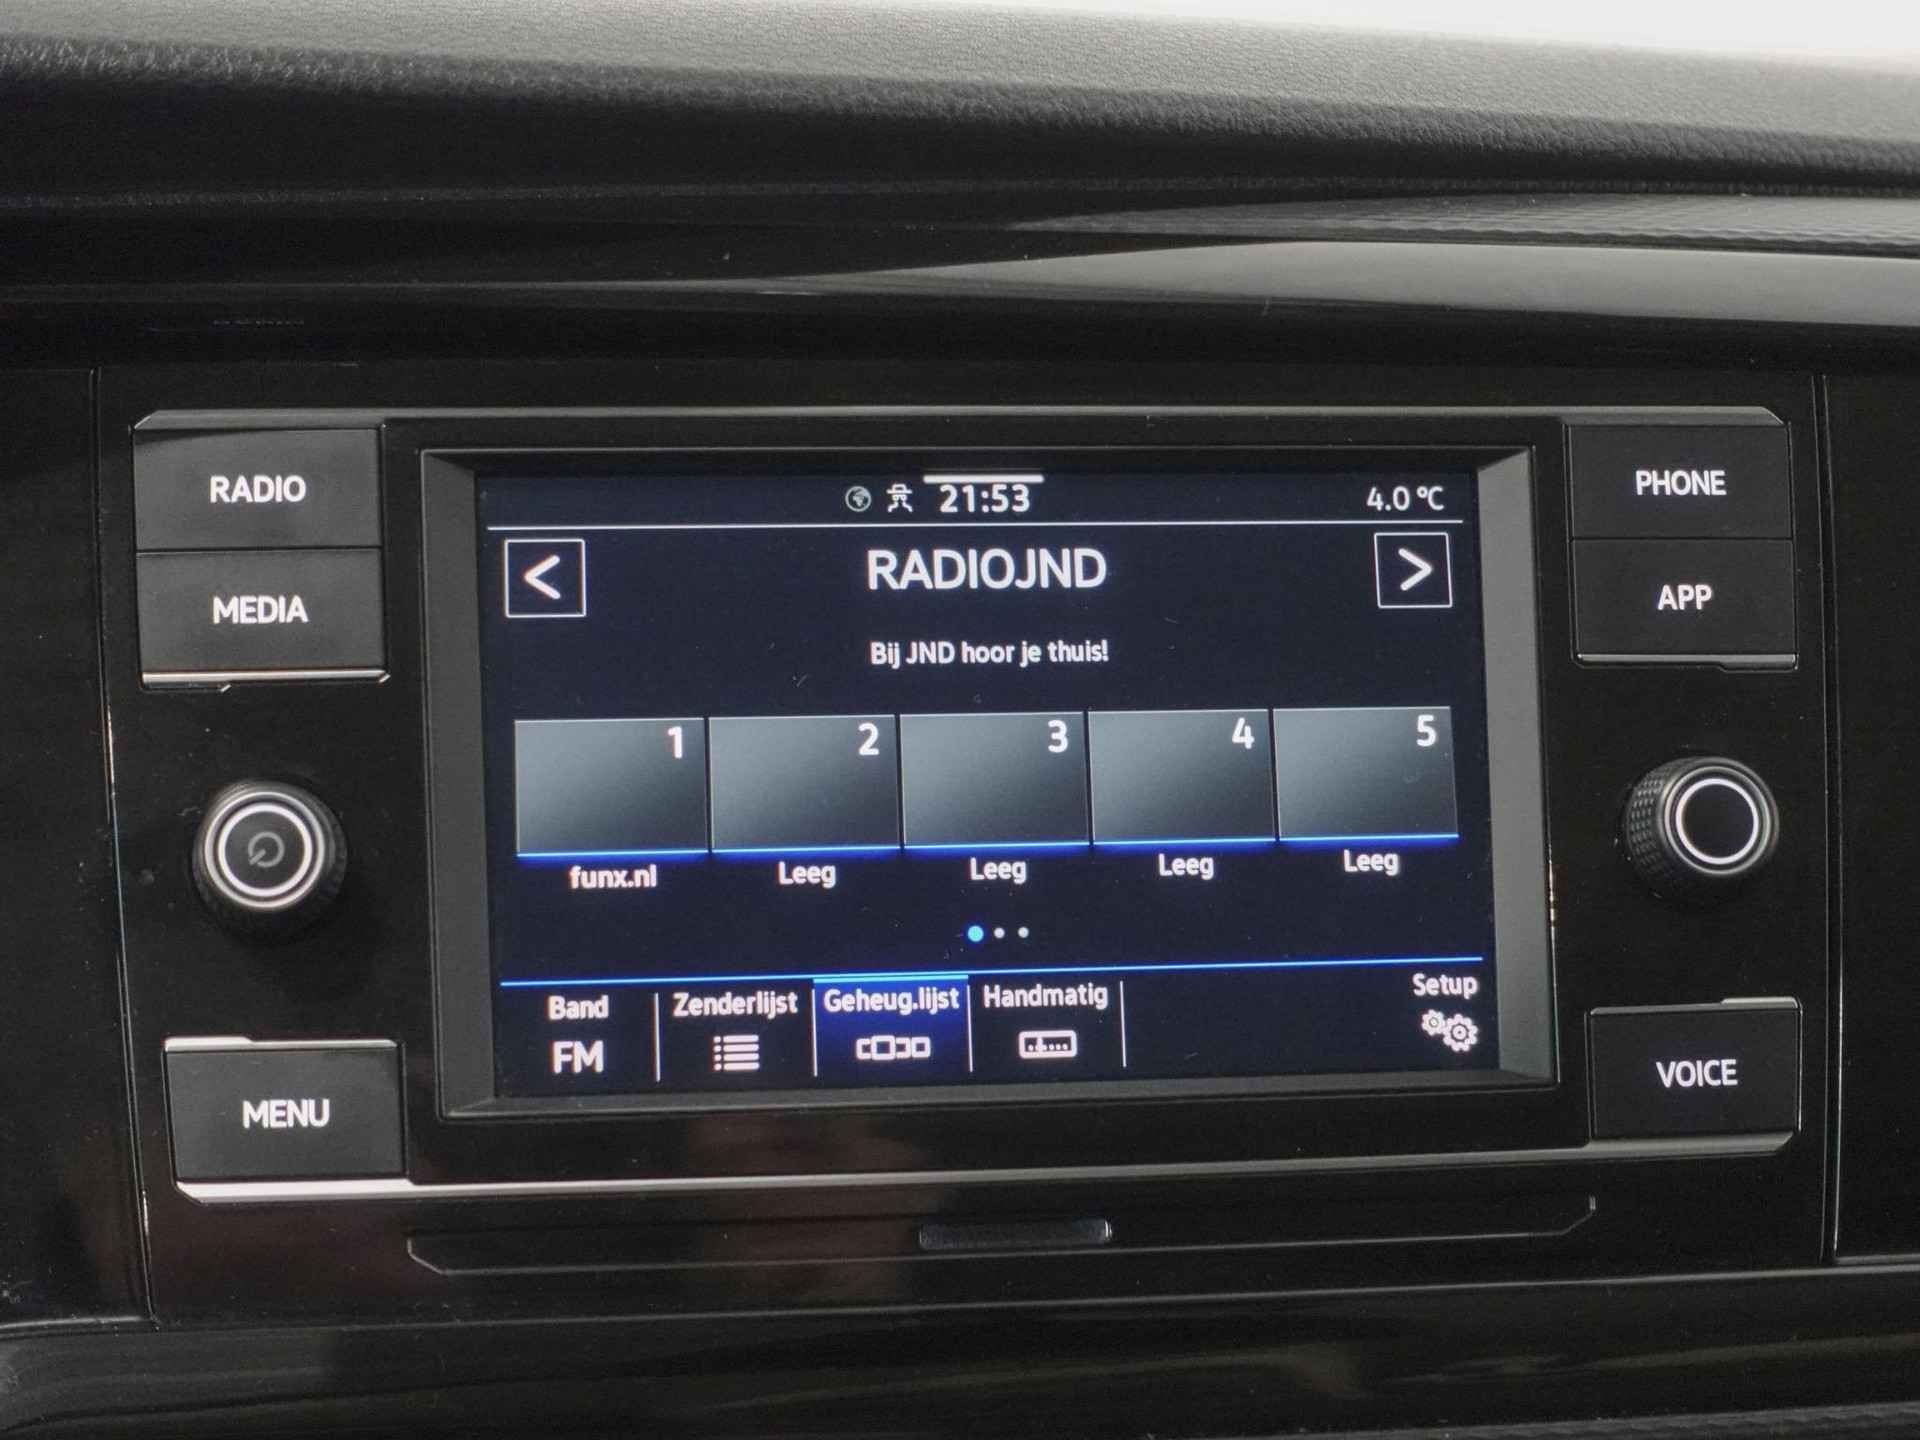 RADIO
MEDIA
MENU
21:53
4.0 °C
<
RADIOJND
>
Bij JND hoor je thuis!
1
2
3
4
5
funx.nl
Leeg
Leeg
Leeg
Leeg
Band
FM
Zenderlijst
Geheug.lijst
Handmatig
Setup
PHONE
APP
VOICE